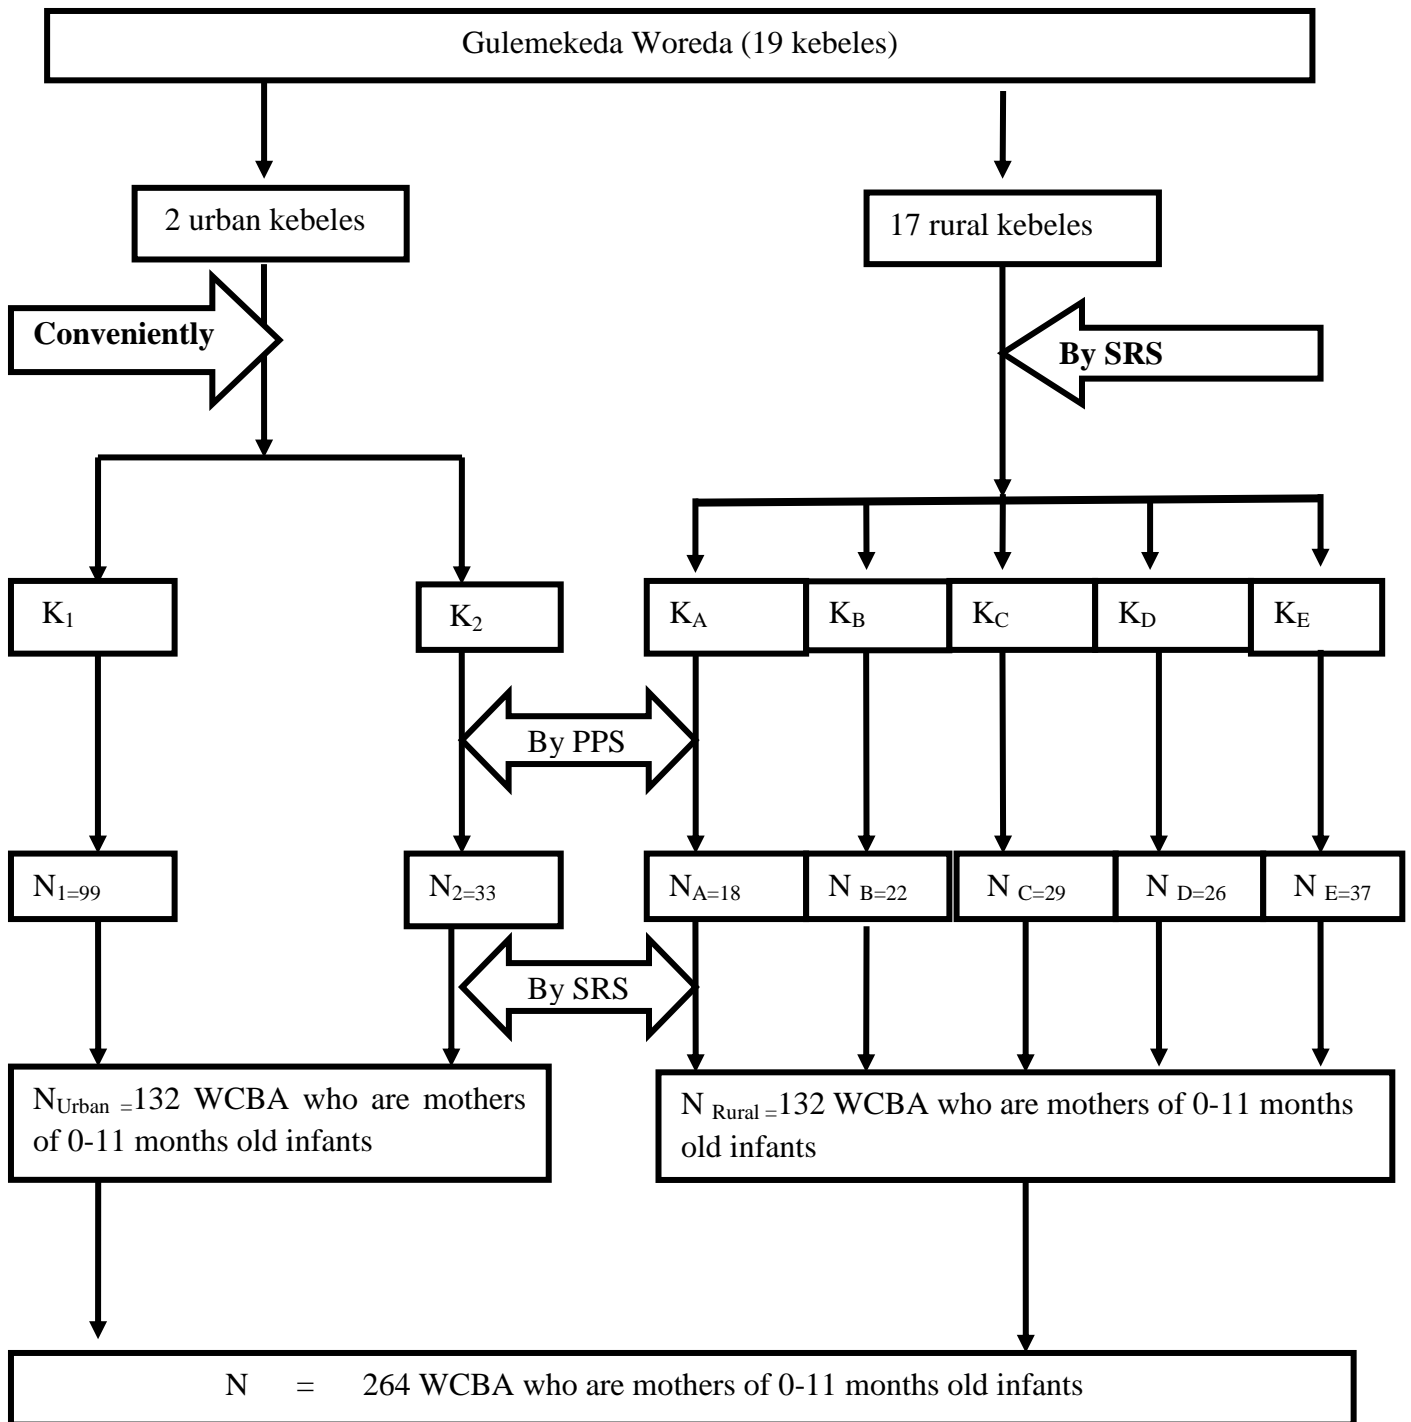 Gulemekeda Woreda (19 kebeles)
2 urban kebeles
17 rural kebeles
Conveniently
By SRS
K1
K2
KA
KB
KC
KD
KE
By PPS
N1=99
N2=33
NA=18
N B=22
N C=29
N D=26
N E=37
By SRS
NUrban =132 WCBA who are mothers
of 0-11 months old infants
N Rural =132 WCBA who are mothers of 0-11 months
old infants
N = 264 WCBA who are mothers of 0-11 months old infants